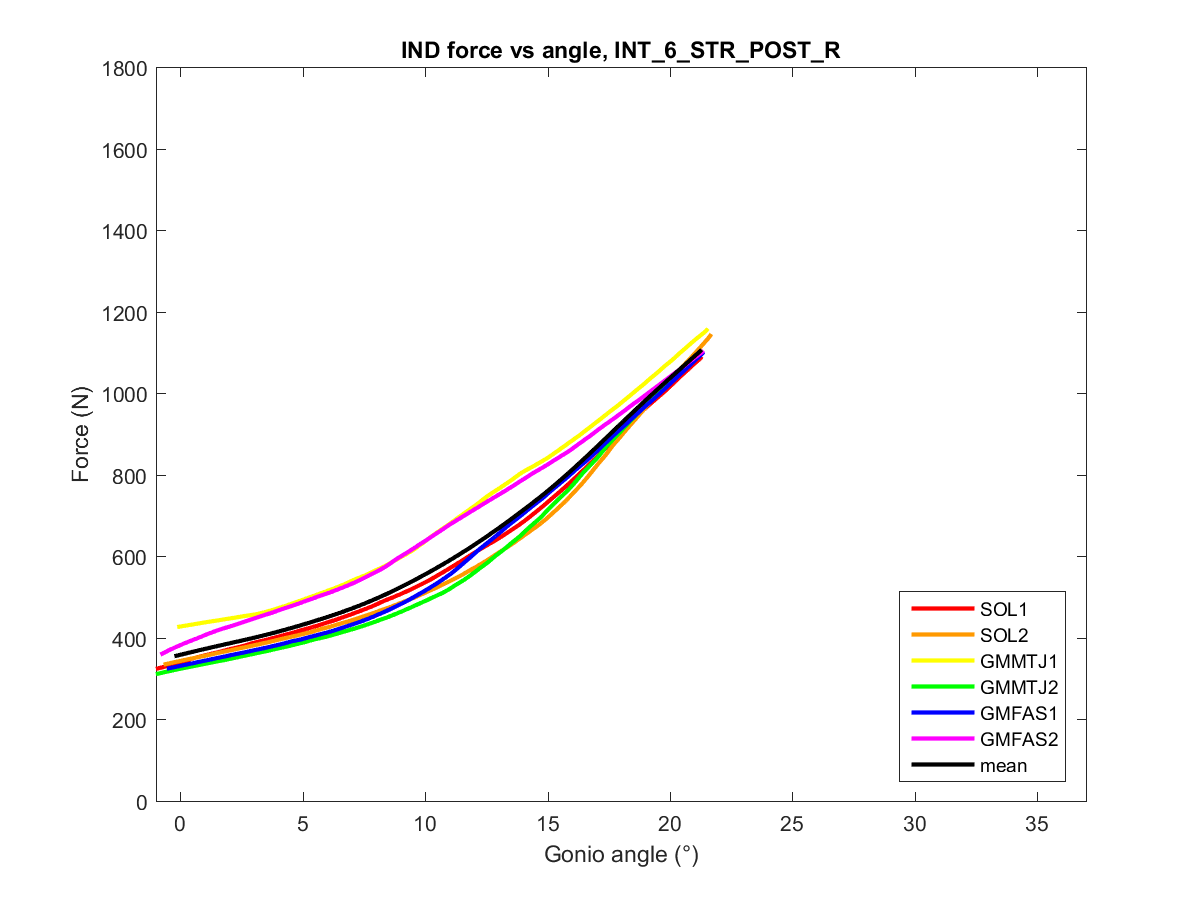 IND force vs angle, INT_6_STR_POST_R
1800
1600
1400
1200
1000
800
600
400
200
0
Force (N)
0 5 10 15 20 25 30 35
Gonio angle (°)
SOL1
SOL2
GMMTJ1
GMMTJ2
GMFAS1
GMFAS2
mean